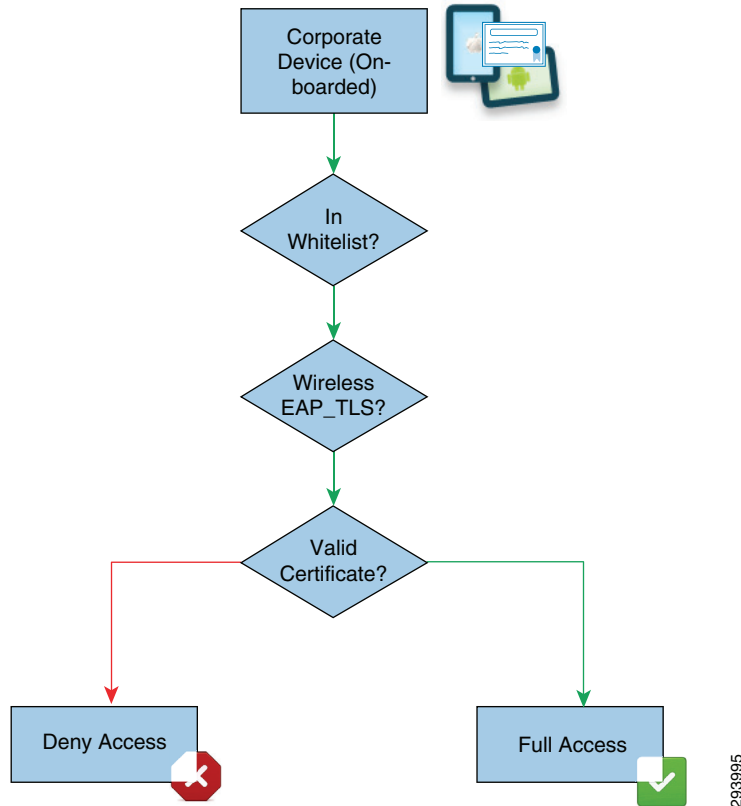 Corporate
Device (On-
boarded)
In
Whitelist?
Wireless
EAP_TLS?
Valid
Certificate?
Deny Access
Full Access
293995